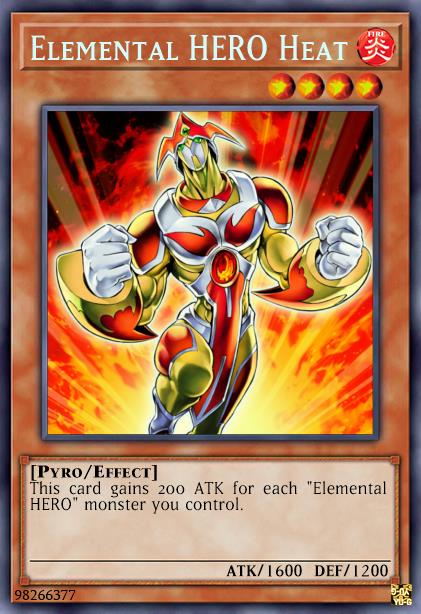 Elemental HERO Heat
FIRE
炎
[Pyro/Effect]
This card gains 200 ATK for each "Elemental
HERO" monster you control.
ATK/1600 DEF/1200
98266377